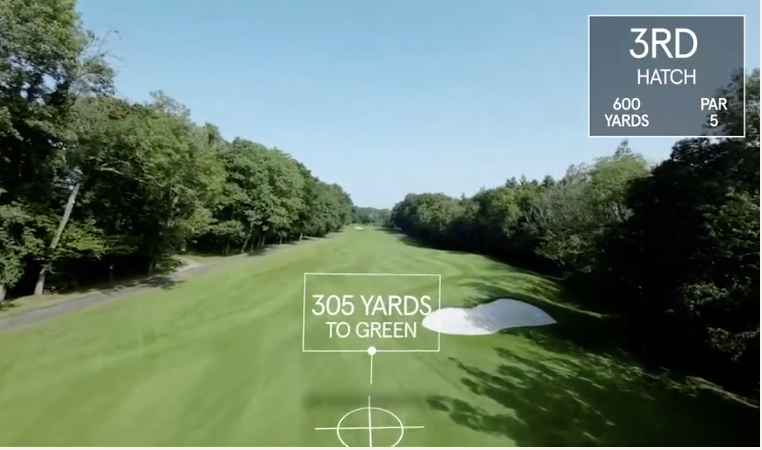 3RD
HATCH
600 PAR
YARDS 5
305 YARDS
TO GREEN